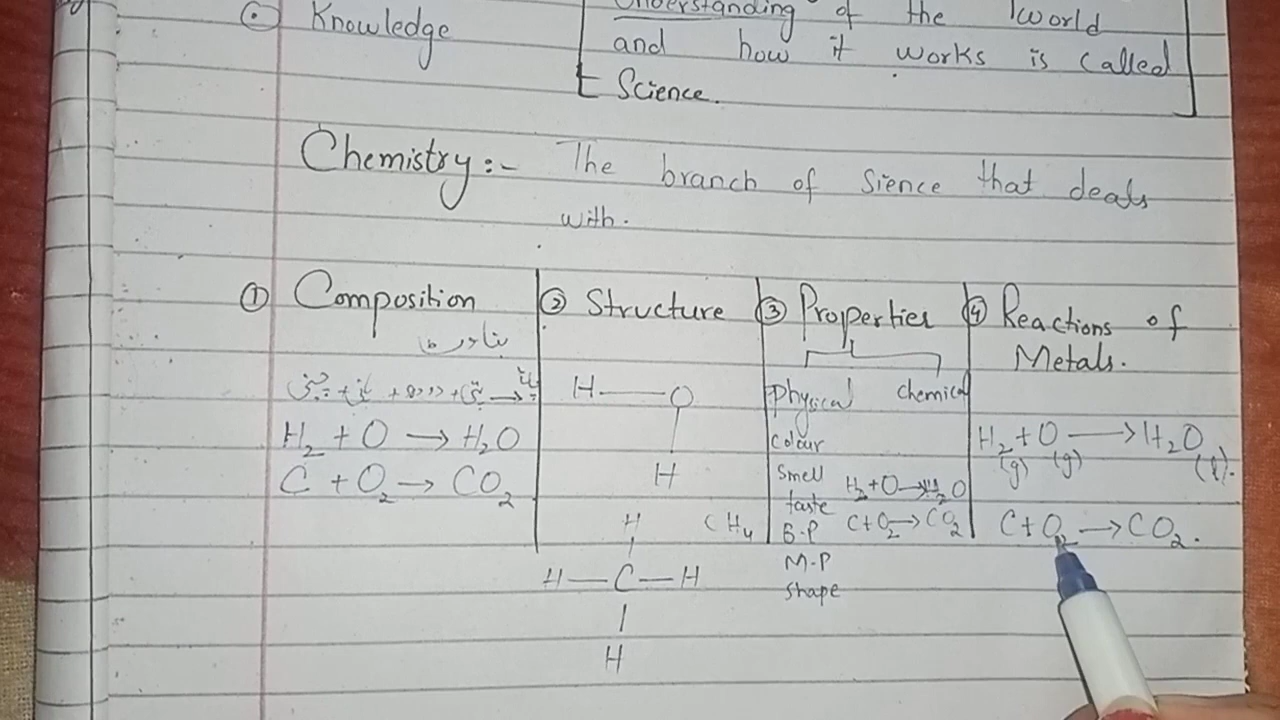 © Knowledge
Understanding of the world
and how it works is called
Science.
Chemistry:- The branch of Sience that deals
with.
① Composition
بناوٹ
H₂ + O → H₂O
C + O₂ → CO₂
② Structure
H — O
H
CH₄
H
H — C — H
H
③ Properties
Physical chemical
colour
smell
taste
B.P
M.P
shape
H₂+O→H₂O
C+O₂→CO₂
④ Reactions of
Metals.
H₂+O → H₂O
(g) (g) (l).
C+O₂ → CO₂.